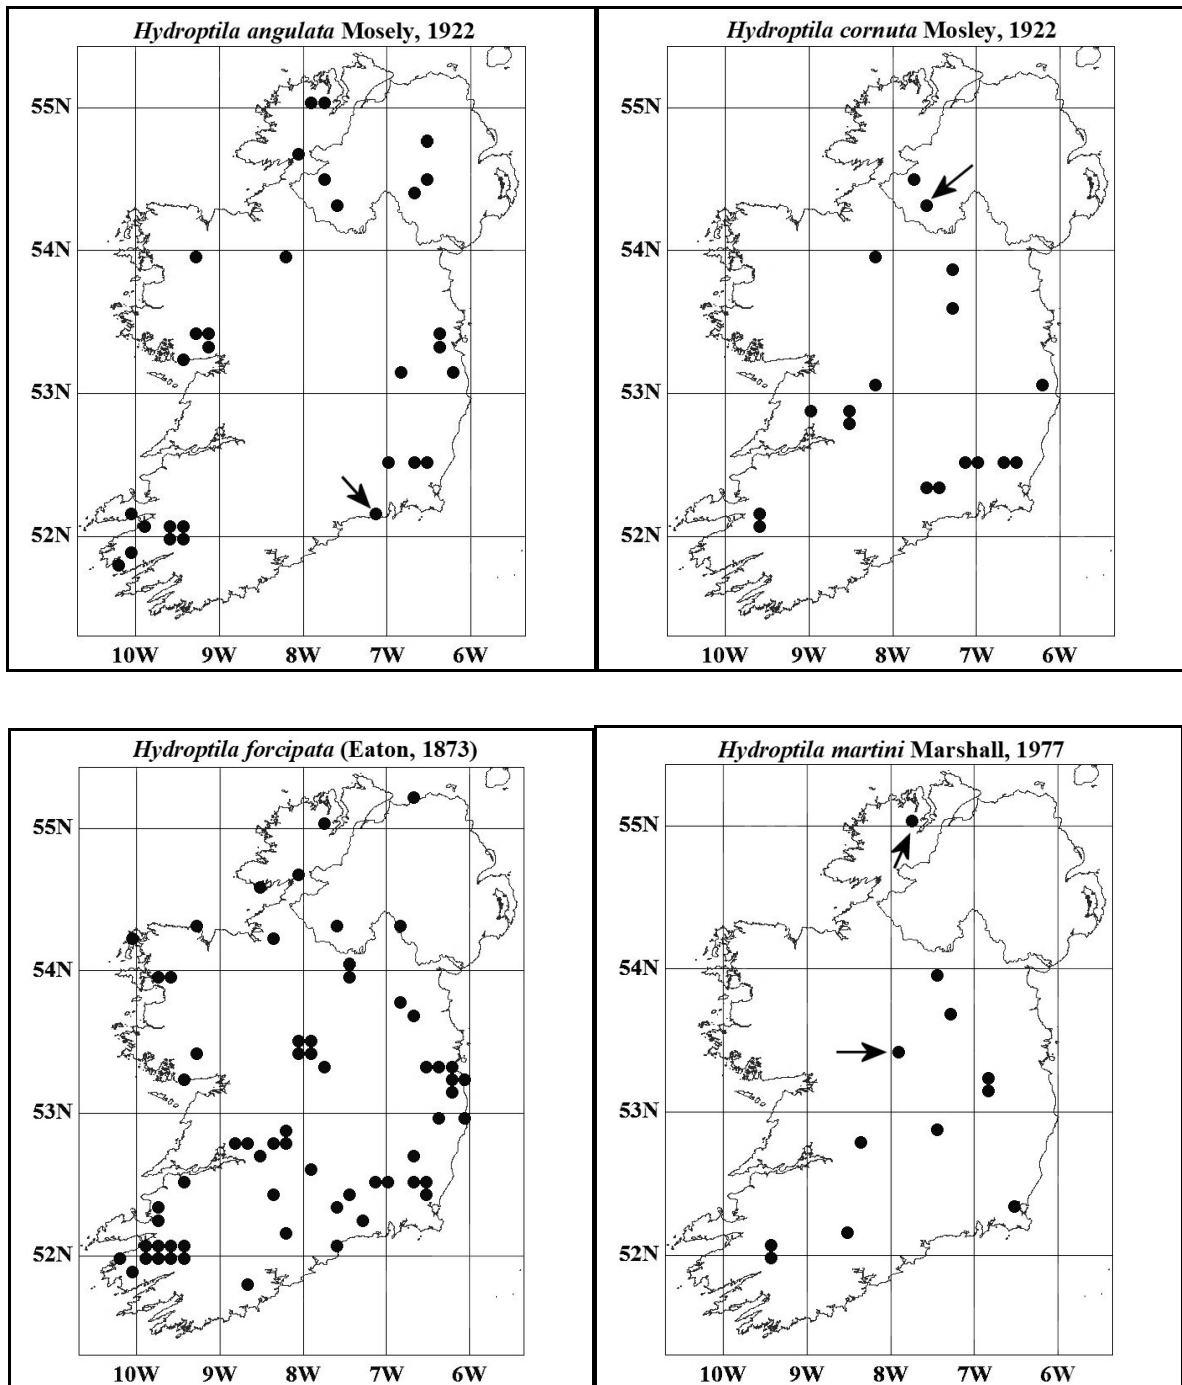 Hydroptila angulata Mosely, 1922
55N
54N
53N
52N
10W 9W 8W 7W 6W
Hydroptila cornuta Mosley, 1922
55N
54N
53N
52N
10W 9W 8W 7W 6W
Hydroptila forcipata (Eaton, 1873)
55N
54N
53N
52N
10W 9W 8W 7W 6W
Hydroptila martini Marshall, 1977
55N
54N
53N
52N
10W 9W 8W 7W 6W